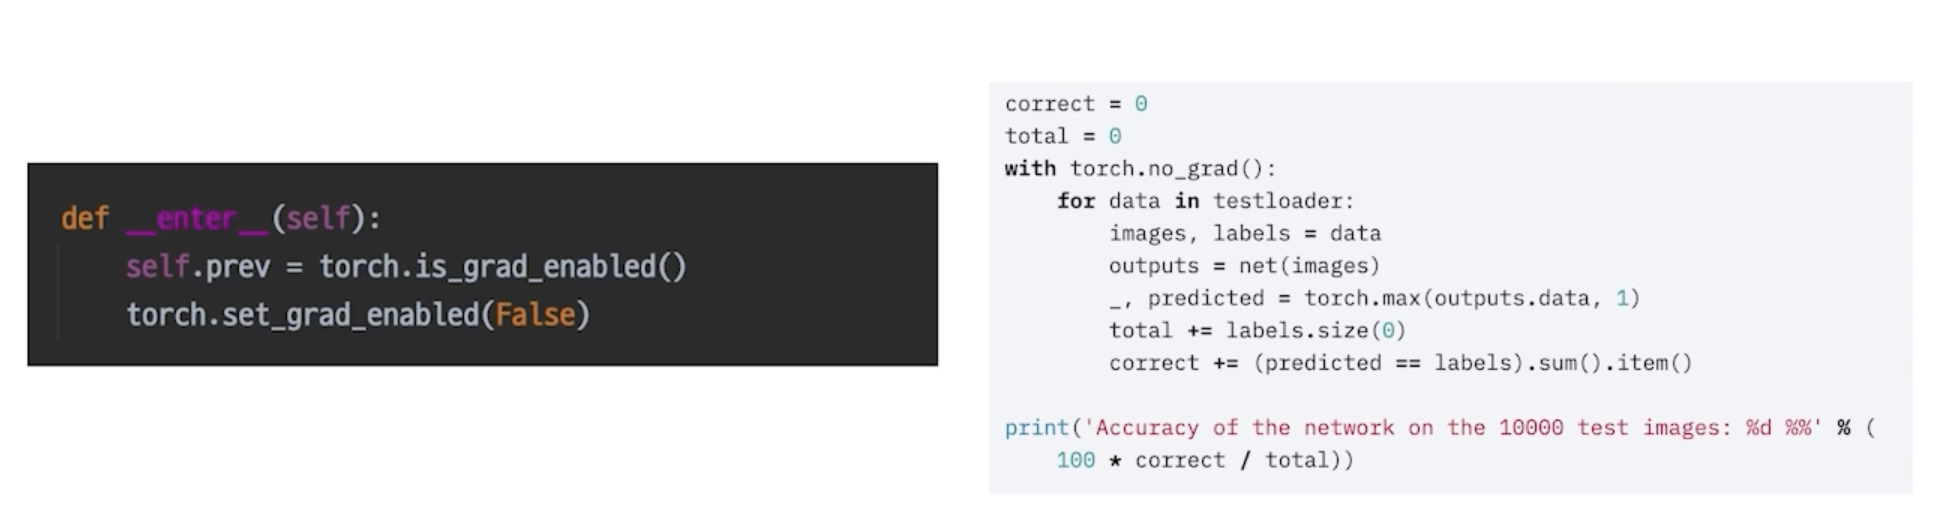 def __enter__(self):
    self.prev = torch.is_grad_enabled()
    torch.set_grad_enabled(False)
correct = 0
total = 0
with torch.no_grad():
    for data in testloader:
        images, labels = data
        outputs = net(images)
        _, predicted = torch.max(outputs.data, 1)
        total += labels.size(0)
        correct += (predicted == labels).sum().item()
print('Accuracy of the network on the 10000 test images: %d %%' % (
    100 * correct / total))